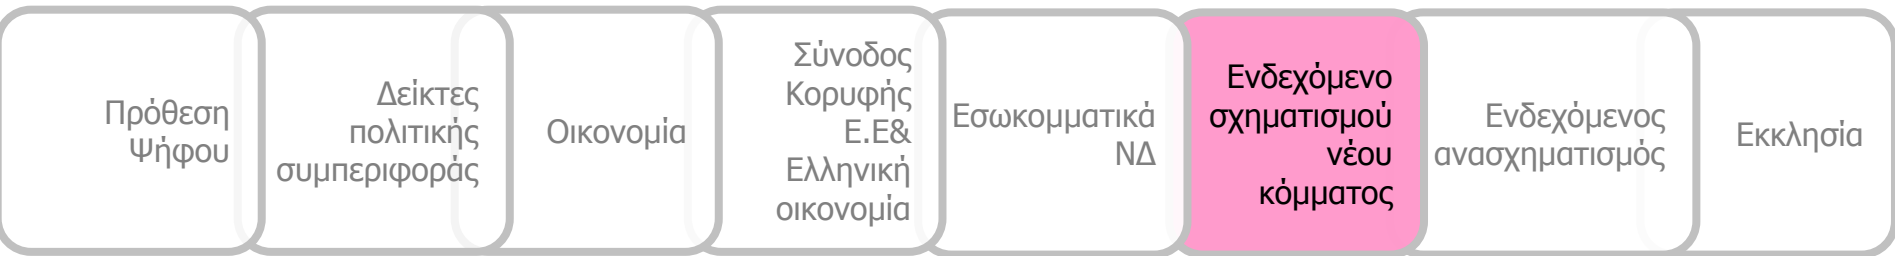 Πρόθεση
Ψήφου
Δείκτες
πολιτικής
συμπεριφοράς
Οικονομία
Σύνοδος
Κορυφής
Ε.Ε&
Ελληνική
οικονομία
Εσωκομματικά
ΝΔ
Ενδεχόμενο
σχηματισμού
νέου
κόμματος
Ενδεχόμενος
ανασχηματισμός
Εκκλησία